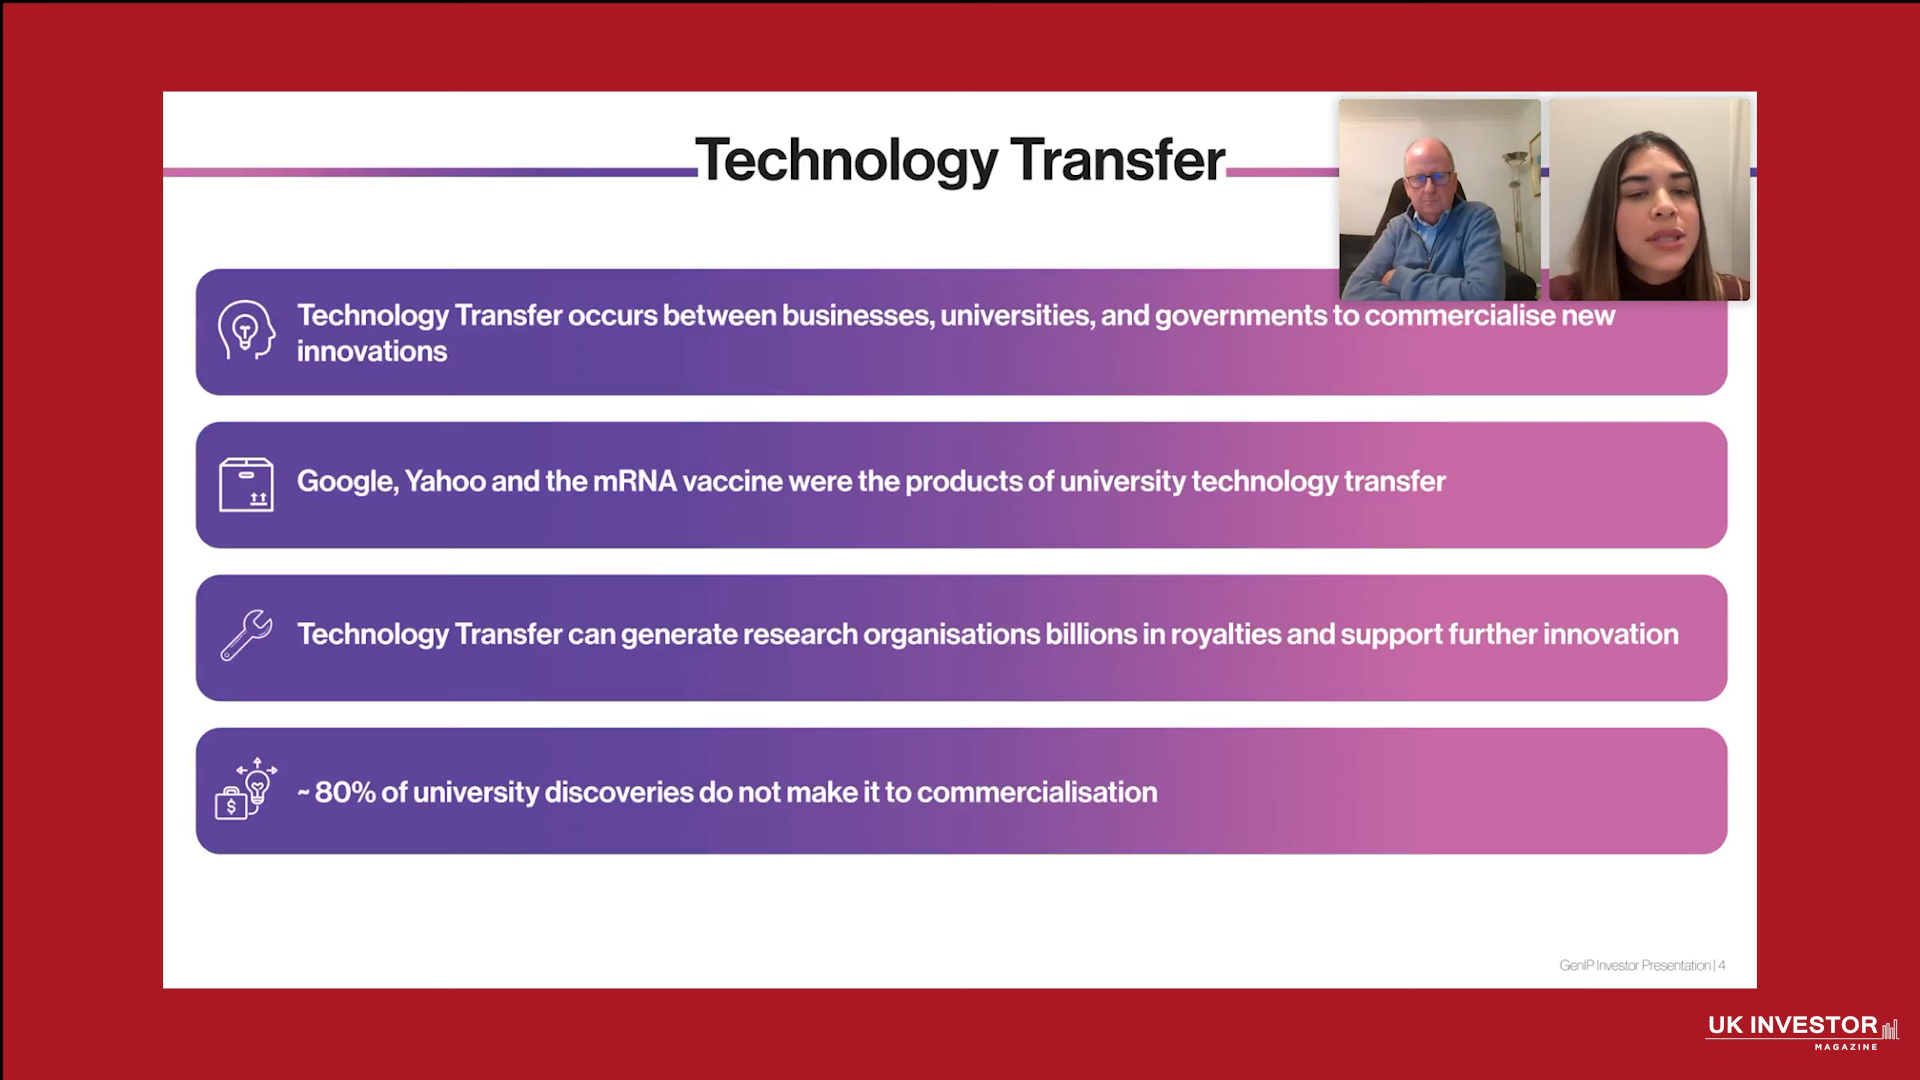 Technology Transfer
Technology Transfer occurs between businesses, universities, and governments to commercialise new
innovations
Google, Yahoo and the mRNA vaccine were the products of university technology transfer
Technology Transfer can generate research organisations billions in royalties and support further innovation
$
~ 80% of university discoveries do not make it to commercialisation
GenIP Investor Presentation | 4
UK INVESTOR
MAGAZINE